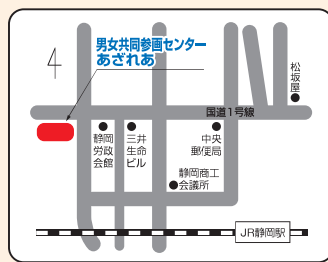 男女共同参画センター
あざれあ
松坂屋
国道1号線
静岡
労政
会館
三井
生命
ビル
中央
郵便局
静岡商工
会議所
JR静岡駅